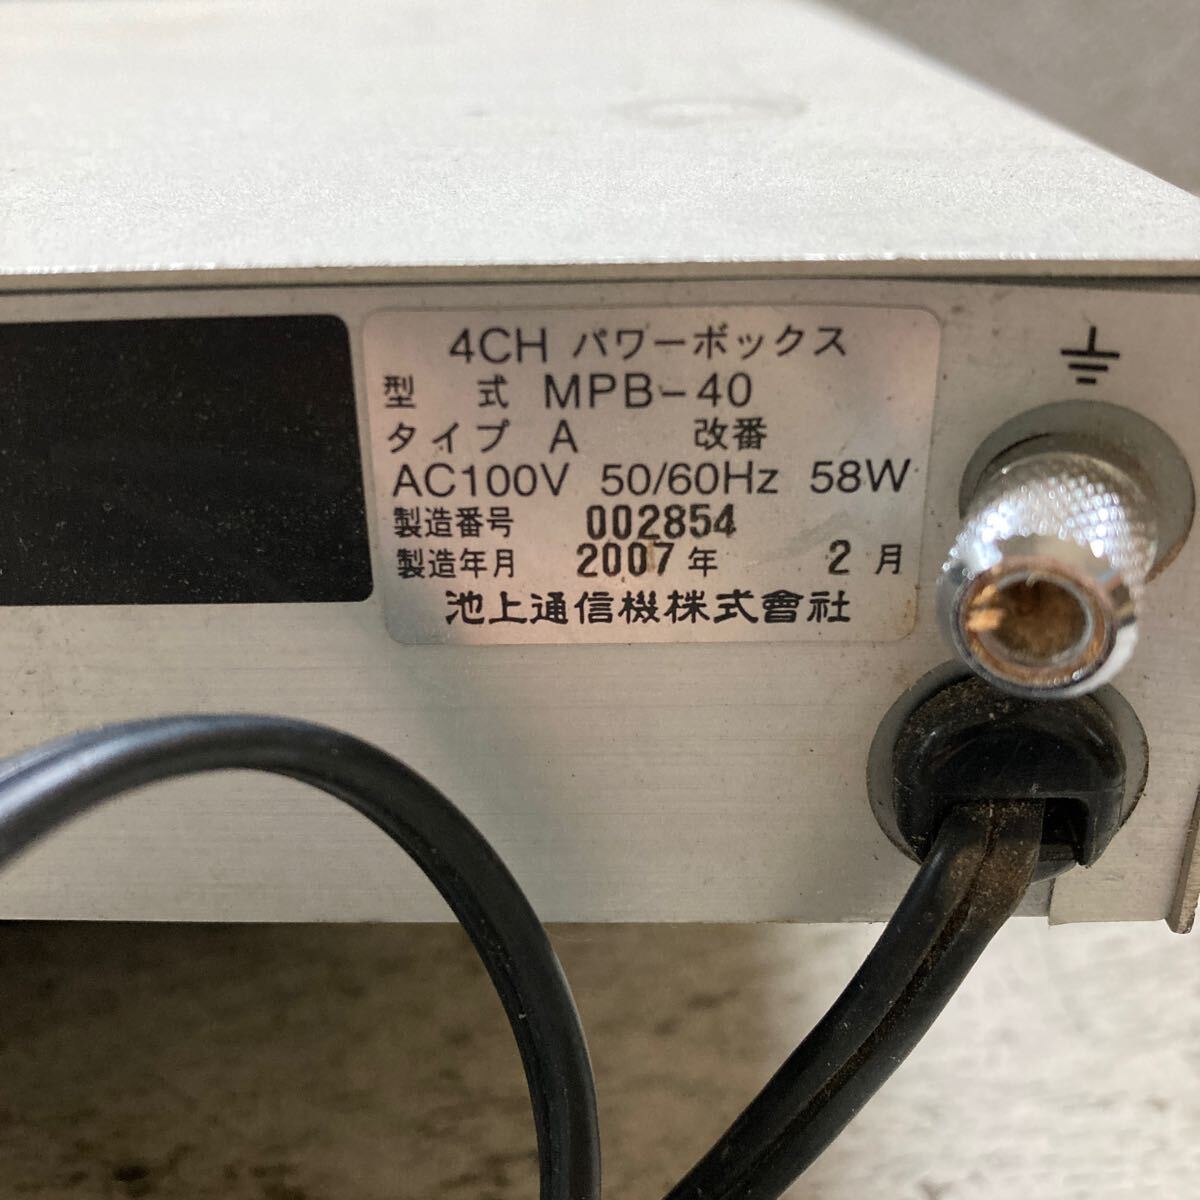 4CH パワーボックス
型 式 MPB-40
タイプ A 改番
AC100V 50/60Hz 58W
製造番号 002854
製造年月 2007年 2月
池上通信機株式會社